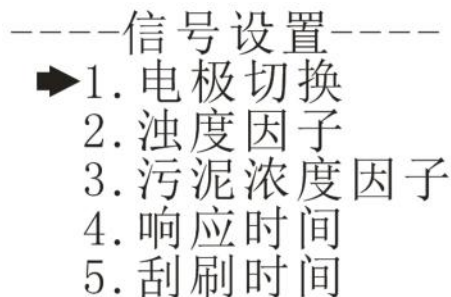 ----信号设置----
➡1.电极切换
2.浊度因子
3.污泥浓度因子
4.响应时间
5.刮刷时间